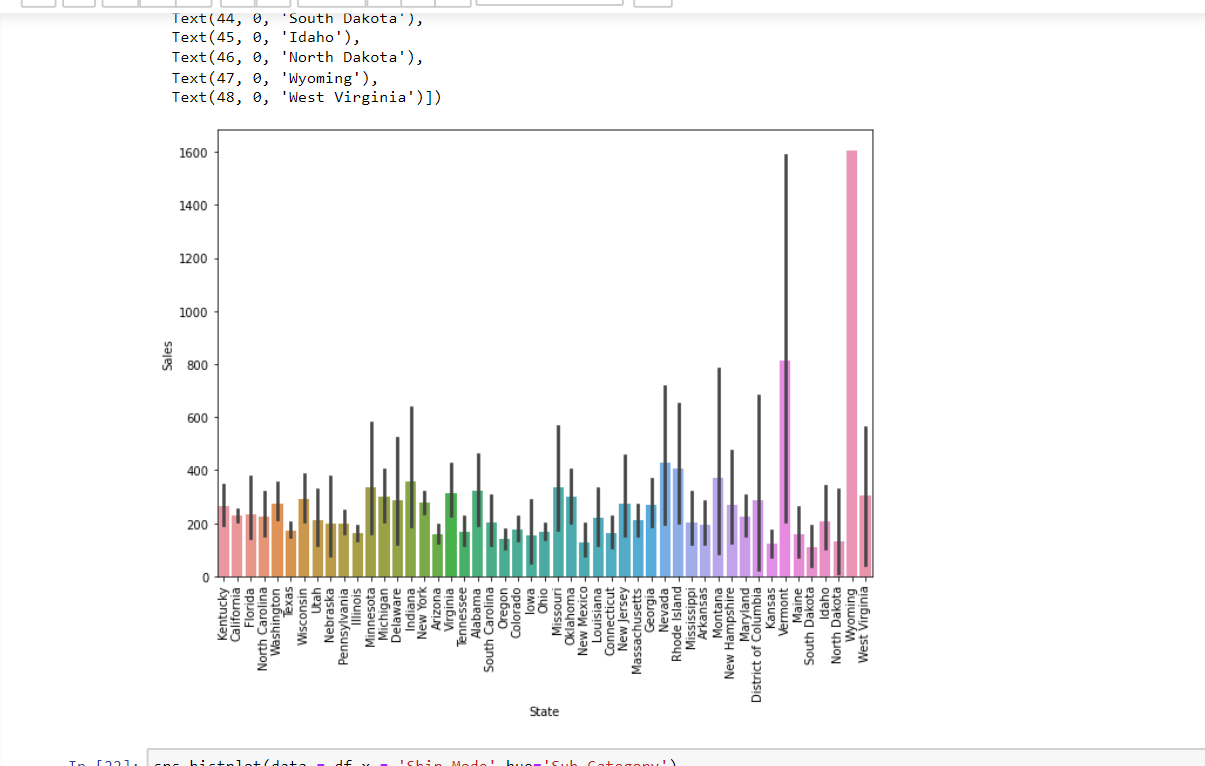 Text(44, 0, 'South Dakota'),
Text(45, 0, 'Idaho'),
Text(46, 0, 'North Dakota'),
Text(47, 0, 'Wyoming'),
Text(48, 0, 'West Virginia')])
1600
1400
1200
1000
800
600
400
200
0
Sales
Kentucky
California
Florida
North Carolina
Washington
Texas
Wisconsin
Utah
Nebraska
Pennsylvania
Illinois
Minnesota
Michigan
Delaware
Indiana
New York
Arizona
Virginia
Tennessee
Alabama
South Carolina
Oregon
Colorado
Iowa
Ohio
Missouri
Oklahoma
New Mexico
Louisiana
Connecticut
New Jersey
Massachusetts
Georgia
Nevada
Rhode Island
Mississippi
Arkansas
Montana
New Hampshire
Maryland
District of Columbia
Kansas
Vermont
Maine
South Dakota
Idaho
North Dakota
Wyoming
West Virginia
State